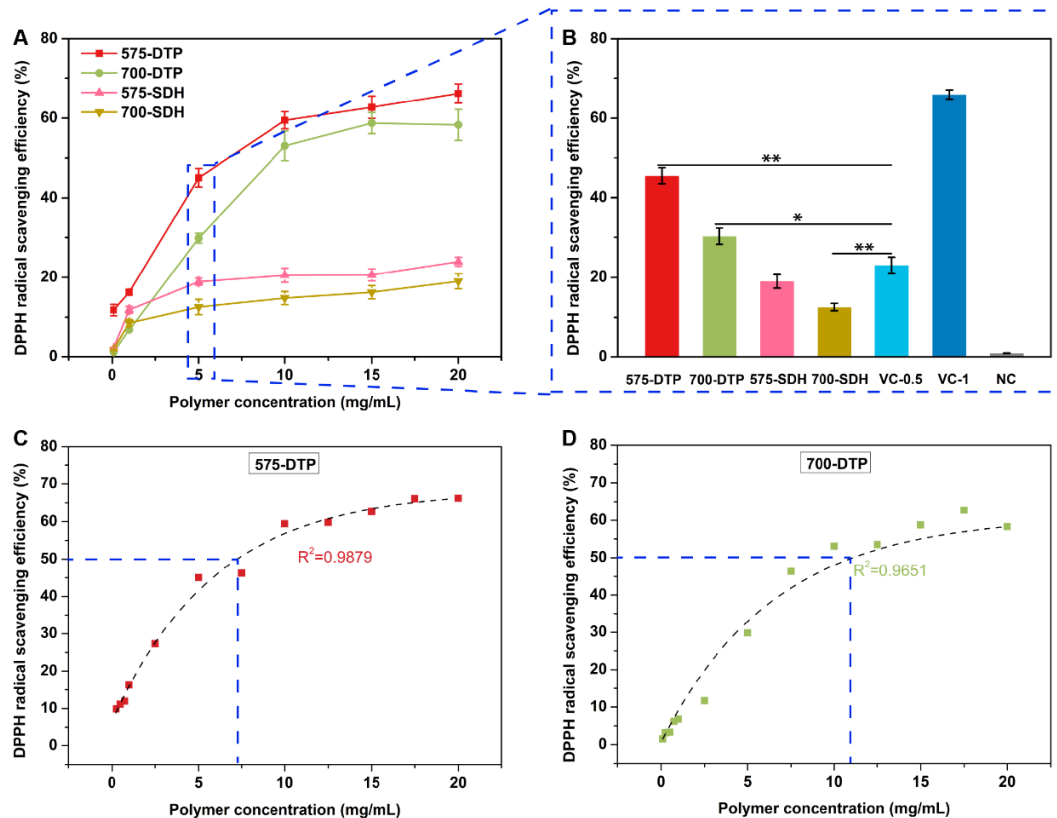 A
DPPH radical scavenging efficiency (%)
80
60
40
20
0
575-DTP
700-DTP
575-SDH
700-SDH
0 5 10 15 20
Polymer concentration (mg/mL)
B
DPPH radical scavenging efficiency (%)
80
60
40
20
0
**
*
**
575-DTP 700-DTP 575-SDH 700-SDH VC-0.5 VC-1 NC
C
DPPH radical scavenging efficiency (%)
80
70
60
50
40
30
20
10
0
575-DTP
R²=0.9879
0 5 10 15 20
Polymer concentration (mg/mL)
D
DPPH radical scavenging efficiency (%)
80
70
60
50
40
30
20
10
0
700-DTP
R²=0.9651
0 5 10 15 20
Polymer concentration (mg/mL)